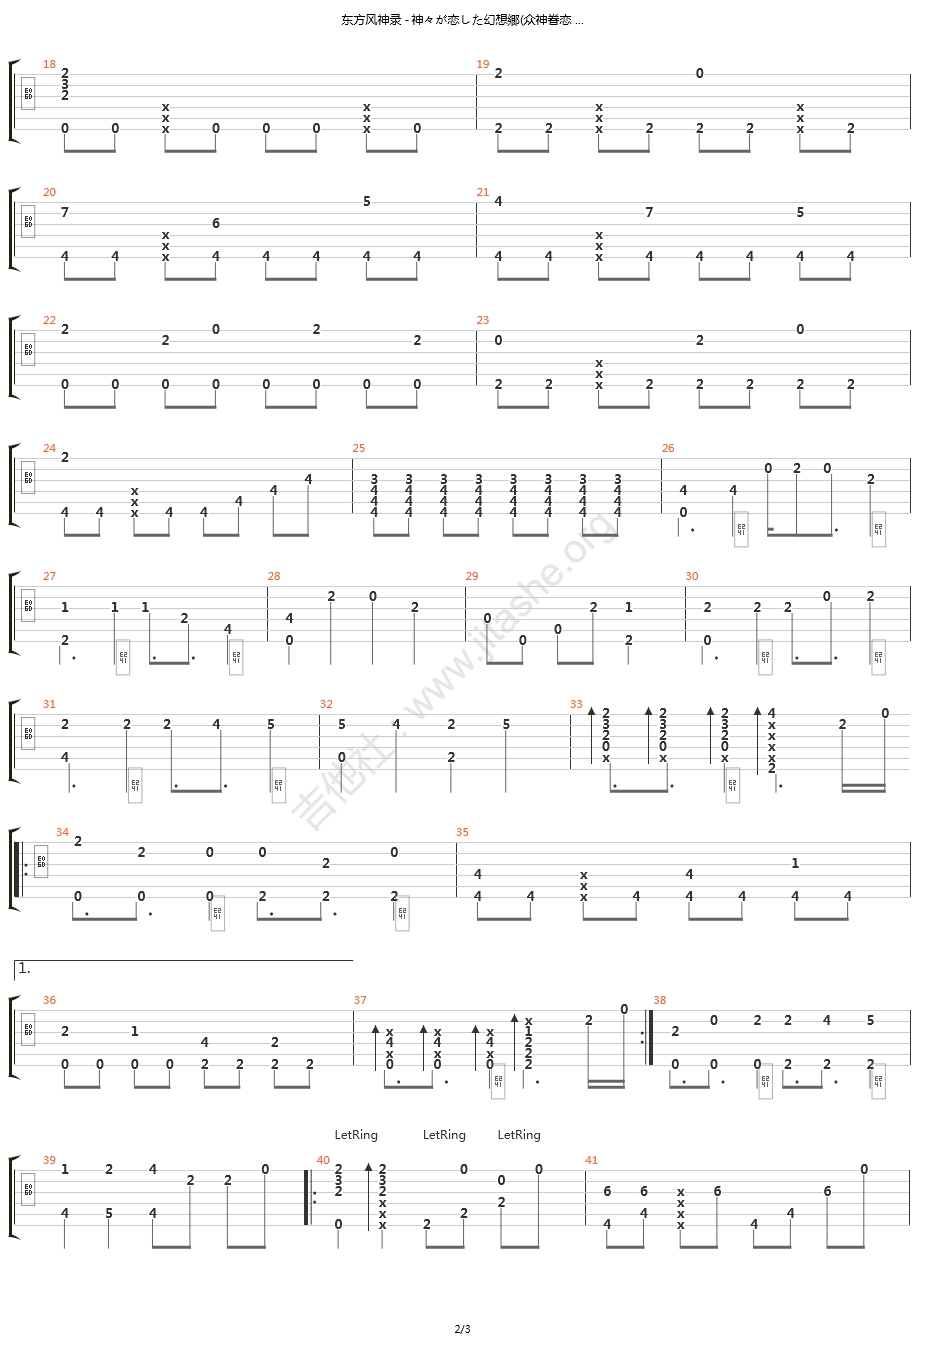 东方风神录 - 神々が恋した幻想郷(众神眷恋 ...
18 19
2 2 0
3
2
x x x x
x x x x
0 0 x 0 0 0 x 0 2 2 x 2 2 2 x 2
20 21
5 4
7 7 5
6
x x
x x
4 4 x 4 4 4 4 4 4 4 x 4 4 4 4 4
22 23
2 0 2 0
2 2 0 2
x
x
0 0 0 0 0 0 0 0 2 2 x 2 2 2 2 2
24 25 26
2
0 2 0
4 3 3 3 3 3 3 3 3 2
x 4 4 4 4 4 4 4 4 4 4 4
x 4 4 4 4 4 4 4 4 4
4 4 x 4 4 4 4 4 4 4 4 4 4 0
27 28 29 30
2 0 0 2
1 1 1 2 2 1 2 2 2
2 4 0
4 0
2 0 0 2 0
31 32 33
2 2 2 4
0
2 2 2 4 5 5 4 2 5 3 3 3 x 2
2 2 2 x
0 0 0 x
4 0 2 x x x x
2
34 35
2
2 0 0 0
2 1
4 x 4
x
0 0 0 2 2 2 4 4 x 4 4 4 4 4
1.
36 37 38
0
x 2 0 2 2 4 5
2 1 x x x 1 2
4 2 4 4 4 2
x x x 2
0 0 0 0 2 2 2 2 0 0 0 2 0 0 0 2 2 2
LetRing LetRing LetRing
39 40 41
1 2 4 0 2 2 0 0 0
2 2 3 3 0
2 2 6 6 x 6 6
x 2 x
4 5 4 x 2 4 x 4
0 x 2 4 x 4
吉他社：www.jitashe.org
2/3